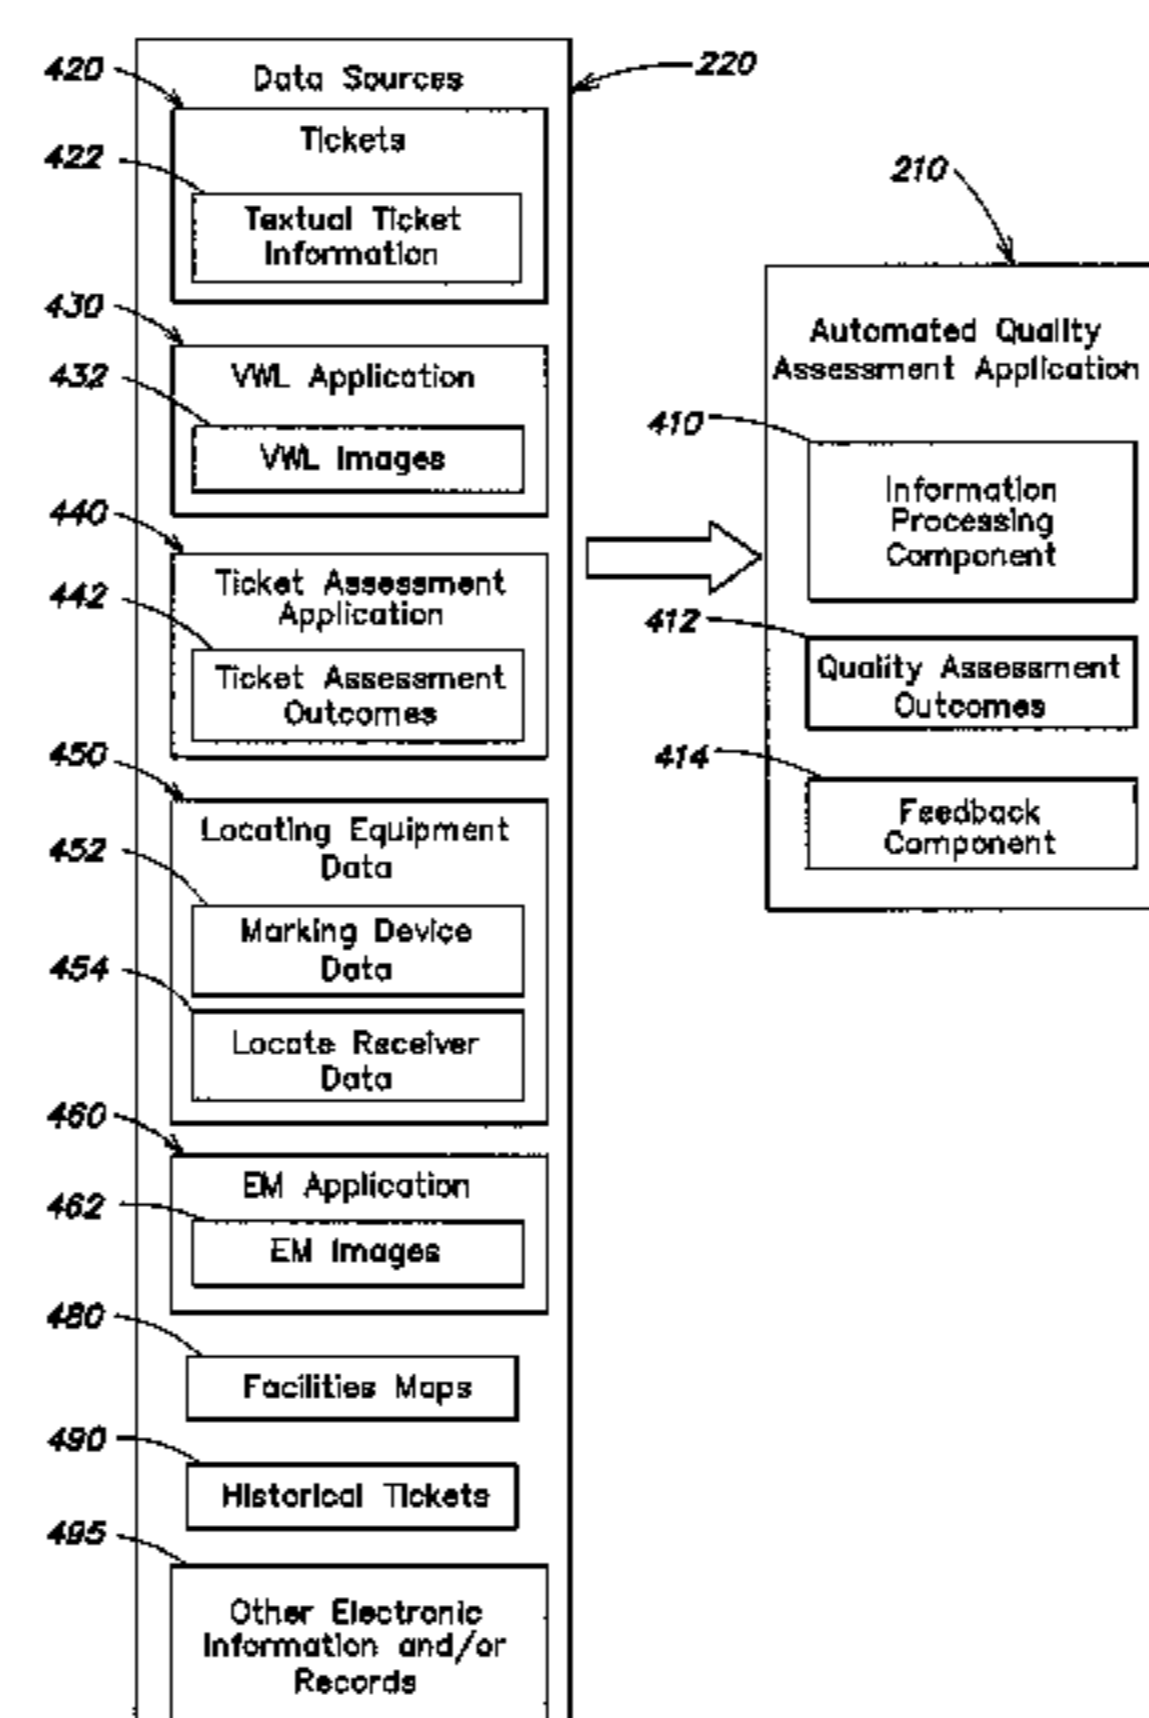 420
Data Sources
220
Tickets
422
Textual Ticket
Information
210
430
VWL Application
432
VWL Images
Automated Quality
Assessment Application
410
Information
Processing
Component
440
Ticket Assessment
Application
442
Ticket Assessment
Outcomes
412
Quality Assessment
Outcomes
450
Locating Equipment
Data
414
Feedback
Component
452
Marking Device
Data
454
Locate Receiver
Data
460
EM Application
462
EM Images
480
Facilities Maps
490
Historical Tickets
495
Other Electronic
Information and/or
Records